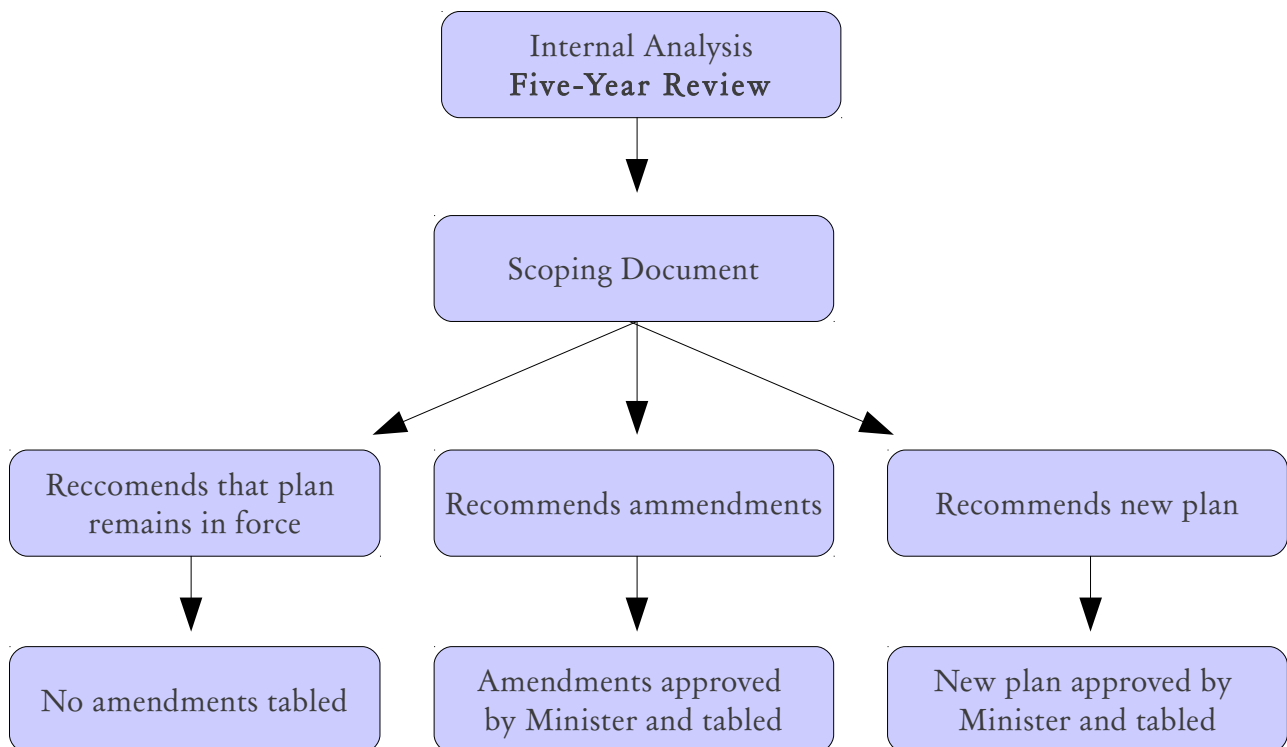 Internal Analysis
Five-Year Review
Scoping Document
Reccomends that plan
remains in force
Recommends ammendments
Recommends new plan
No amendments tabled
Amendments approved
by Minister and tabled
New plan approved by
Minister and tabled